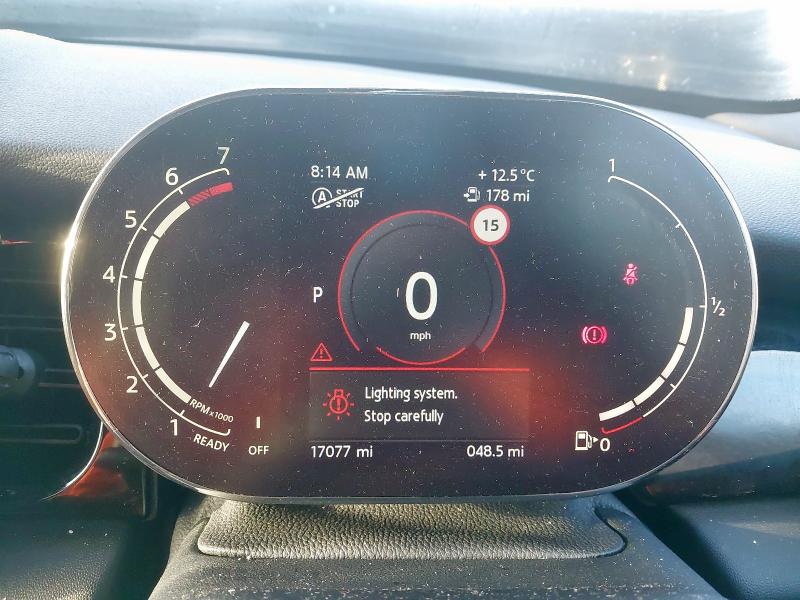 7
6
5
4
3
2
1
RPM x1000
READY
OFF
8:14 AM
A START STOP
+ 12.5 °C
178 mi
15
P
0
mph
Lighting system.
Stop carefully
17077 mi
048.5 mi
1
1/2
0